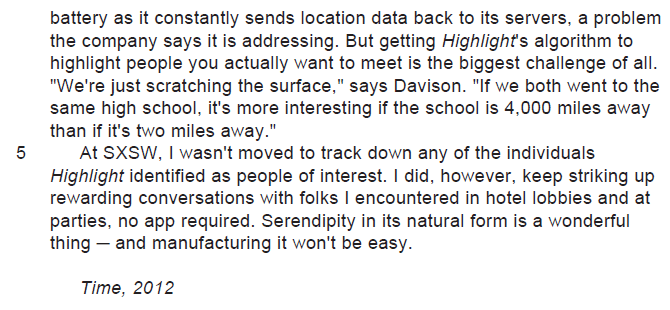 battery as it constantly sends location data back to its servers, a problem
the company says it is addressing. But getting Highlight's algorithm to
highlight people you actually want to meet is the biggest challenge of all.
"We're just scratching the surface," says Davison. "If we both went to the
same high school, it's more interesting if the school is 4,000 miles away
than if it's two miles away."
5 At SXSW, I wasn't moved to track down any of the individuals
Highlight identified as people of interest. I did, however, keep striking up
rewarding conversations with folks I encountered in hotel lobbies and at
parties, no app required. Serendipity in its natural form is a wonderful
thing — and manufacturing it won't be easy.
Time, 2012